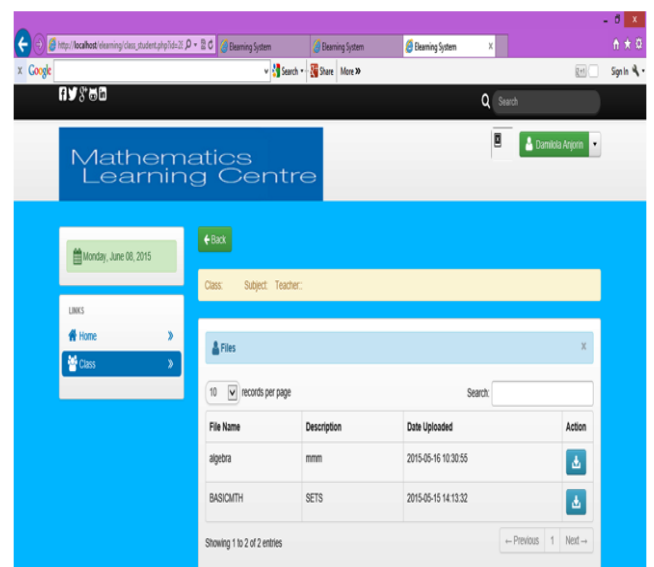 http://localhost/elearning/class_student.php?id=2
Elearning System
Elearning System
Elearning System X
x Google
Search
Share
More »
Sign In
Search
Mathematics
Learning Centre
Damilola Anjorin
Monday, June 08, 2015
Back
Class: Subject: Teacher::
LINKS
Home
Class
Files x
10 records per page
Search:
File Name Description Date Uploaded Action
algebra mmm 2015-05-16 10:30:55
BASICMTH SETS 2015-05-15 14:13:32
Showing 1 to 2 of 2 entries
← Previous 1 Next →